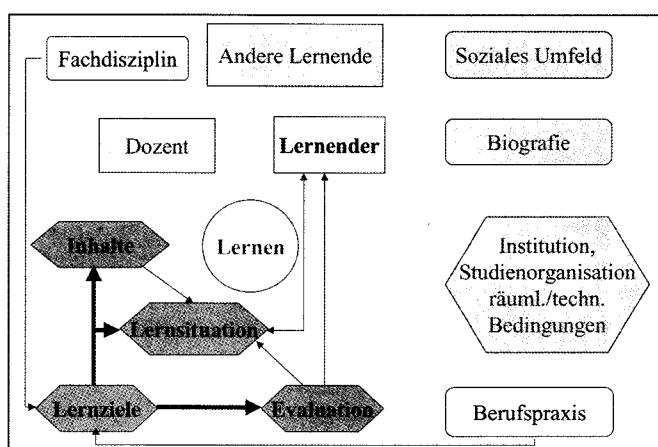 Fachdisziplin
Andere Lernende
Soziales Umfeld
Dozent
Lernender
Biografie
Inhalte
Lernen
Institution,
Studienorganisation
räuml./techn.
Bedingungen
Lernsituation
Lernziele
Evaluation
Berufspraxis